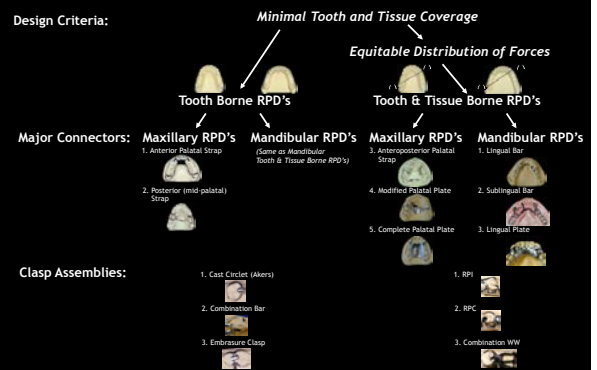 Design Criteria:
Minimal Tooth and Tissue Coverage
Equitable Distribution of Forces
Tooth Borne RPD's
Tooth & Tissue Borne RPD's
Major Connectors:
Maxillary RPD's
1. Anterior Palatal Strap
2. Posterior (mid-palatal)
Strap
Mandibular RPD's
(Same as Mandibular
Tooth & Tissue Borne RPD's)
Maxillary RPD's
3. Anteroposterior Palatal
Strap
4. Modified Palatal Plate
5. Complete Palatal Plate
Mandibular RPD's
1. Lingual Bar
2. Sublingual Bar
3. Lingual Plate
Clasp Assemblies:
1. Cast Circlet (Akers)
2. Combination Bar
3. Embrasure Clasp
1. RPI
2. RPC
3. Combination WW